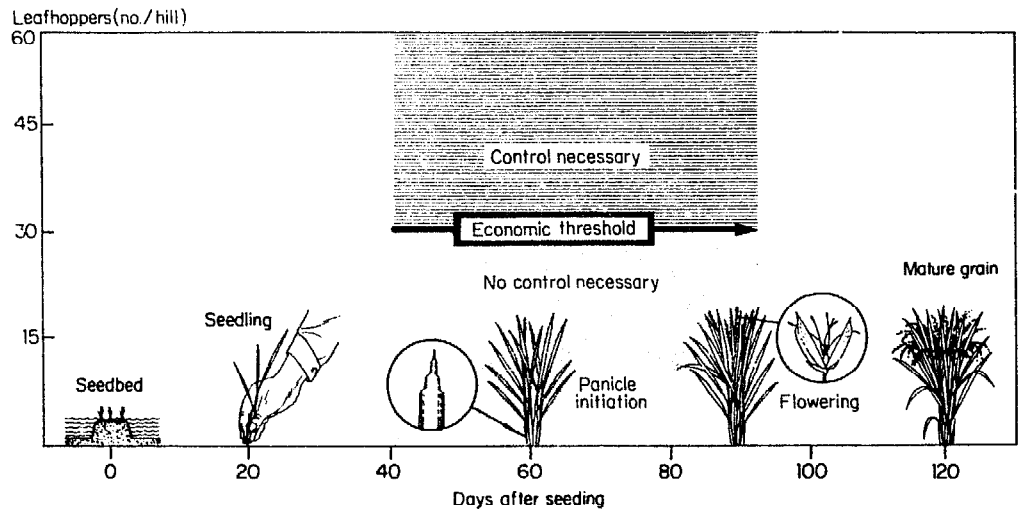 Leafhoppers (no./hill)
60
45
30
15
Control necessary
Economic threshold
No control necessary
Mature grain
Seedling
Seedbed
Panicle
initiation
Flowering
0
20
40
60
80
100
120
Days after seeding